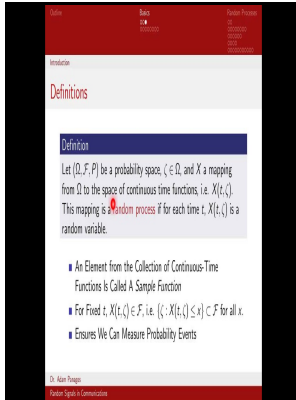 Outline Basics Random Processes
Introduction
Definitions
Definition
Let (Ω, F, P) be a probability space, ζ ∈ Ω, and X a mapping
from Ω to the space of continuous time functions, i.e. X(t, ζ).
This mapping is a random process if for each time t, X(t, ζ) is a
random variable.
An Element from the Collection of Continuous-Time
Functions Is Called A Sample Function
For Fixed t, X(t, ζ) ∈ F, i.e. {ζ : X(t, ζ) ≤ x} ⊂ F for all x.
Ensures We Can Measure Probability Events
Dr. Adam Panagos
Random Signals in Communications